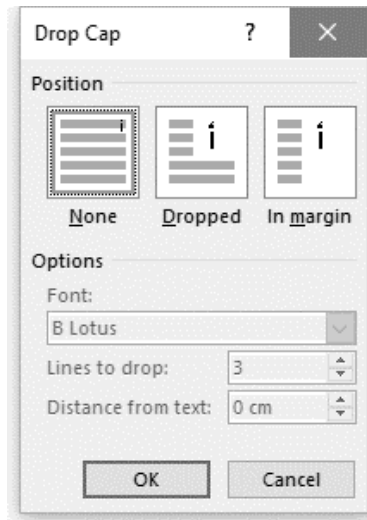 Drop Cap ?
Position
None Dropped In margin
Options
Font:
B Lotus
Lines to drop: 3
Distance from text: 0 cm
OK Cancel